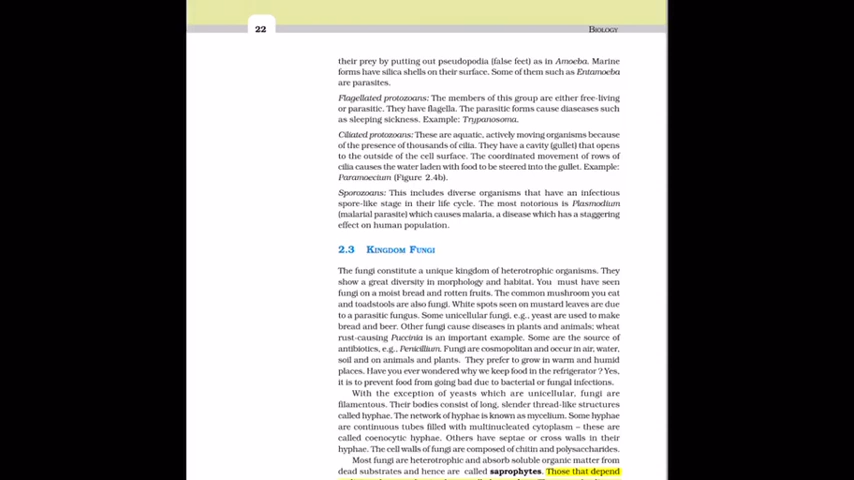 22
BIOLOGY
their prey by putting out pseudopodia (false feet) as in Amoeba. Marine
forms have silica shells on their surface. Some of them such as Entamoeba
are parasites.
Flagellated protozoans: The members of this group are either free-living
or parasitic. They have flagella. The parasitic forms cause diaseases such
as sleeping sickness. Example: Trypanosoma.
Ciliated protozoans: These are aquatic, actively moving organisms because
of the presence of thousands of cilia. They have a cavity (gullet) that opens
to the outside of the cell surface. The coordinated movement of rows of
cilia causes the water laden with food to be steered into the gullet. Example:
Paramoecium (Figure 2.4b).
Sporozoans: This includes diverse organisms that have an infectious
spore-like stage in their life cycle. The most notorious is Plasmodium
(malarial parasite) which causes malaria, a disease which has a staggering
effect on human population.
2.3 KINGDOM FUNGI
The fungi constitute a unique kingdom of heterotrophic organisms. They
show a great diversity in morphology and habitat. You must have seen
fungi on a moist bread and rotten fruits. The common mushroom you eat
and toadstools are also fungi. White spots seen on mustard leaves are due
to a parasitic fungus. Some unicellular fungi, e.g., yeast are used to make
bread and beer. Other fungi cause diseases in plants and animals; wheat
rust-causing Puccinia is an important example. Some are the source of
antibiotics, e.g., Penicillium. Fungi are cosmopolitan and occur in air, water,
soil and on animals and plants. They prefer to grow in warm and humid
places. Have you ever wondered why we keep food in the refrigerator ? Yes,
it is to prevent food from going bad due to bacterial or fungal infections.
With the exception of yeasts which are unicellular, fungi are
filamentous. Their bodies consist of long, slender thread-like structures
called hyphae. The network of hyphae is known as mycelium. Some hyphae
are continuous tubes filled with multinucleated cytoplasm – these are
called coenocytic hyphae. Others have septae or cross walls in their
hyphae. The cell walls of fungi are composed of chitin and polysaccharides.
Most fungi are heterotrophic and absorb soluble organic matter from
dead substrates and hence are called saprophytes. Those that depend